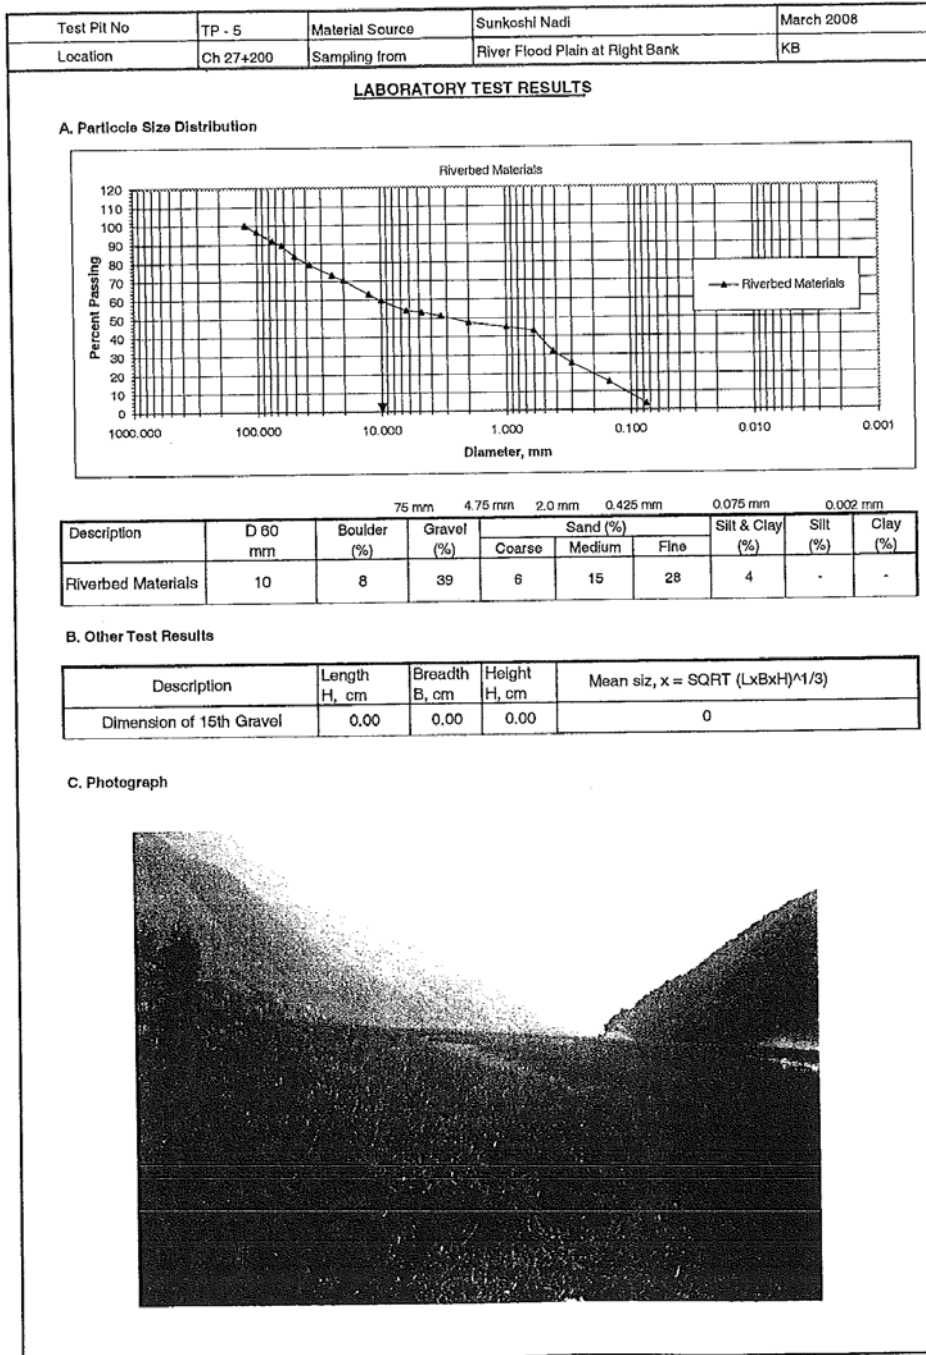 Test Pit No TP - 5 Material Source Sunkoshi Nadi March 2008
Location Ch 27+200 Sampling from River Flood Plain at Right Bank KB
LABORATORY TEST RESULTS
A. Particcle Size Distribution
Riverbed Materials
120
110
100
90
80
70
60
50
40
30
20
10
0
Percent Passing
Riverbed Materials
1000.000 100.000 10.000 1.000 0.100 0.010 0.001
Diameter, mm
75 mm 4.75 mm 2.0 mm 0.425 mm 0.075 mm 0.002 mm
Description D 60 Boulder Gravel Sand (%) Silt & Clay Silt Clay
mm (%) (%) Coarse Medium Fine (%) (%) (%)
Riverbed Materials 10 8 39 6 15 28 4 - -
B. Other Test Results
Description Length Breadth Height Mean siz, x = SQRT (LxBxH)^1/3)
H, cm B, cm H, cm
Dimension of 15th Gravel 0.00 0.00 0.00 0
C. Photograph